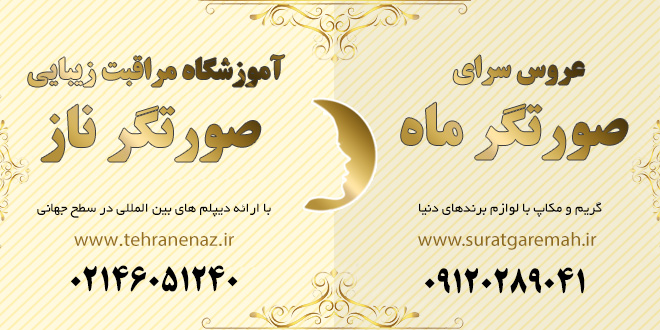 عروس سرای
صورتگر ماه
گریم و مکاپ با لوازم برندهای دنیا
www.suratgaremah.ir
۰۹۱۲۰۲۸۹۰۴۱
آموزشگاه مراقبت زیبایی
صورتگر ناز
با ارائه دیپلم های بین المللی در سطح جهانی
www.tehranenaz.ir
۰۲۱۴۶۰۵۱۲۴۰